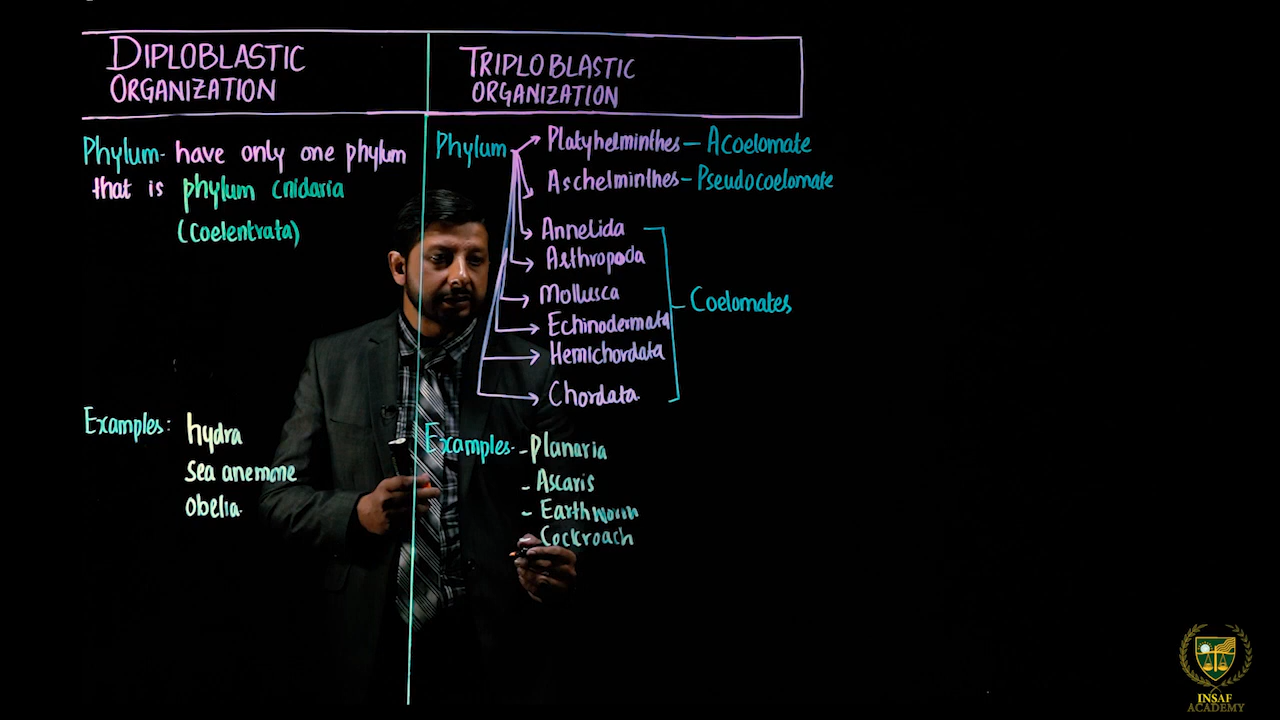 DIPLOBLASTIC
ORGANIZATION
Phylum- have only one phylum
that is phylum cnidaria
(coelentrata)
Examples: hydra
sea anemone
obelia.
TRIPLOBLASTIC
ORGANIZATION
Phylum
Platyhelminthes - Acoelomate
Aschelminthes - Pseudocoelomate
Annelida
Arthropoda
Mollusca
Echinodermata
Hemichordata
Chordata.
Coelomates
Examples- - Planaria
- Ascaris
- Earthworm
Cockroach
INSAF
ACADEMY